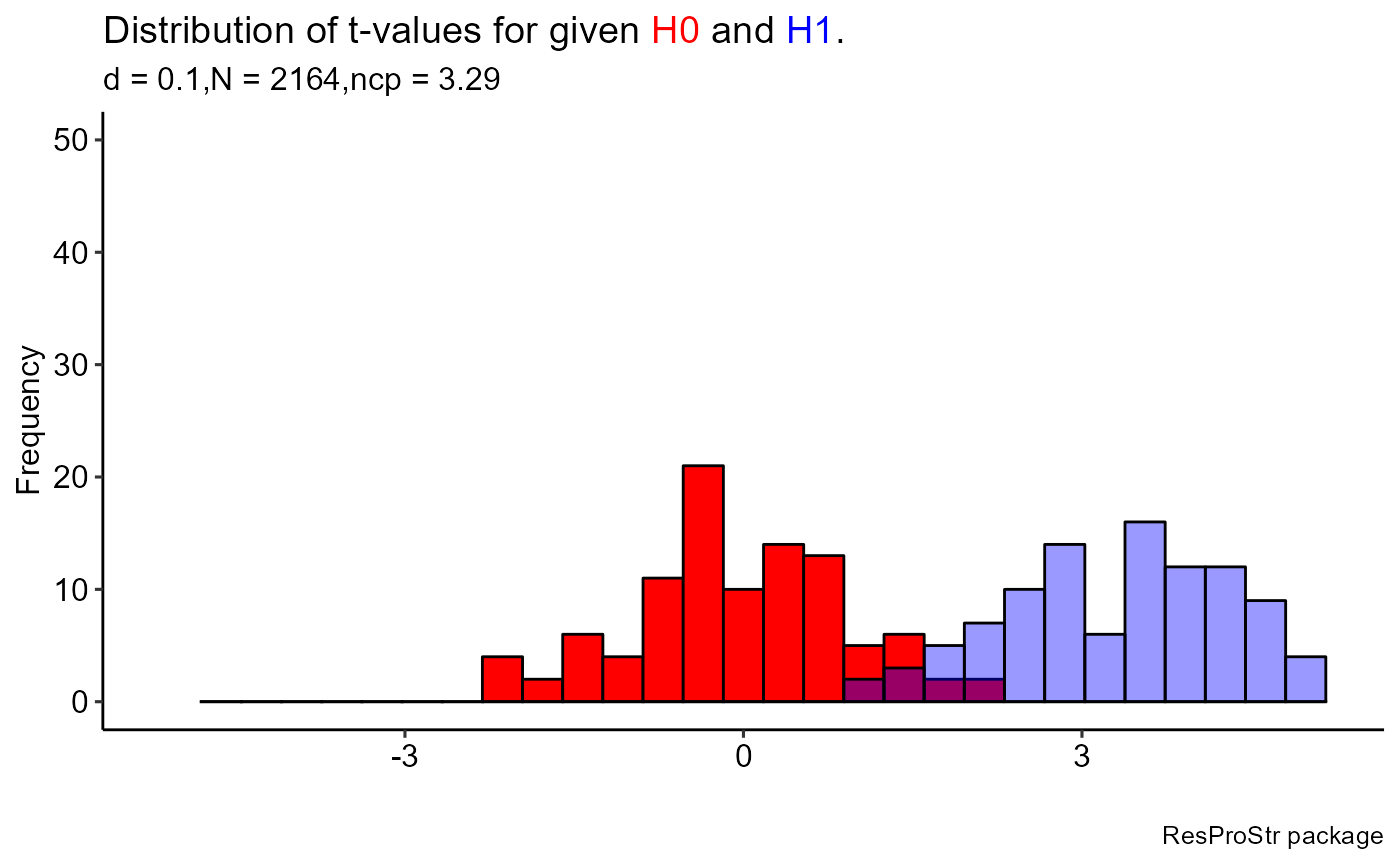 Distribution of t-values for given H0 and H1.
d = 0.1,N = 2164,ncp = 3.29
50
40
30
20
10
0
Frequency
-3
0
3
ResProStr package